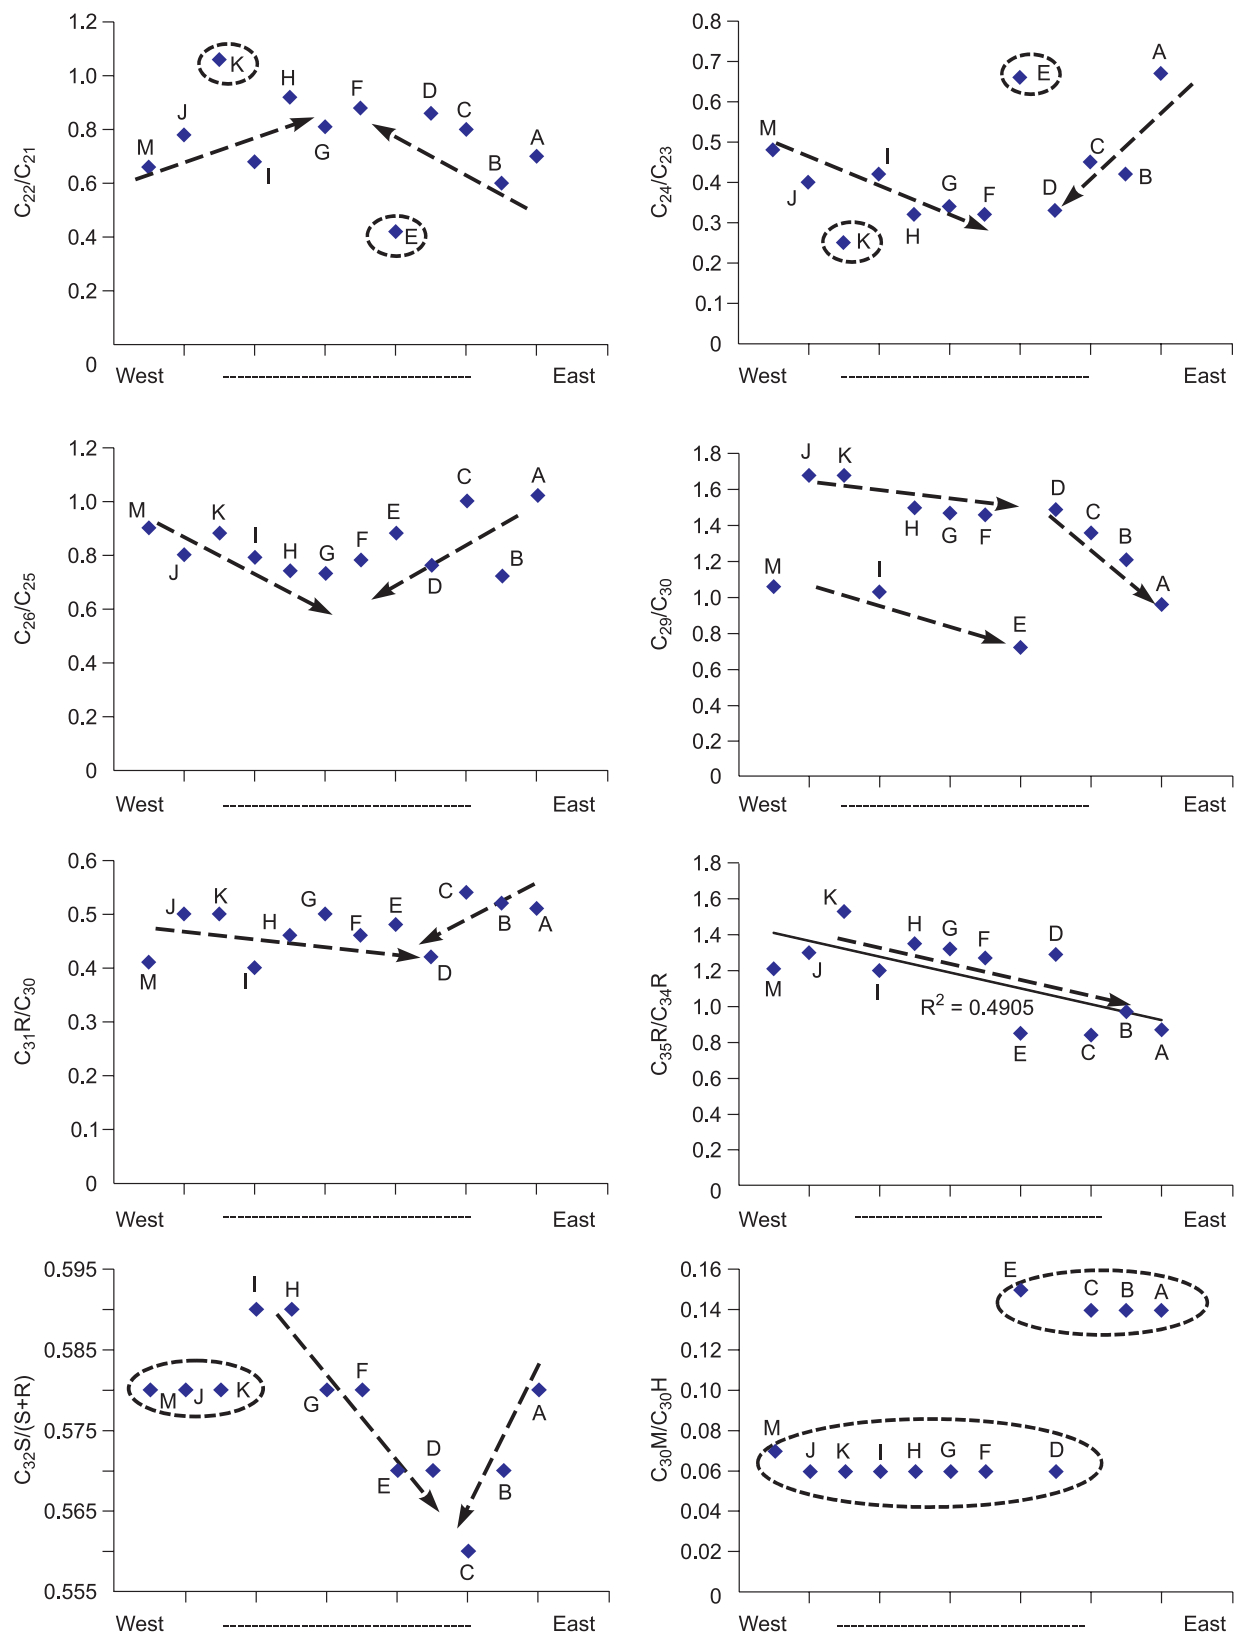 C22/C21
1.2
1.0
0.8
0.6
0.4
0.2
0
M
J
K
I
H
G
F
E
D
C
B
A
West
East
C24/C23
0.8
0.7
0.6
0.5
0.4
0.3
0.2
0.1
0
M
J
K
I
H
G
F
E
D
C
B
A
West
East
C26/C25
1.2
1.0
0.8
0.6
0.4
0.2
0
M
J
K
I
H
G
F
E
D
C
B
A
West
East
C29/C30
1.8
1.6
1.4
1.2
1.0
0.8
0.6
0.4
0.2
0
M
J
K
I
H
G
F
E
D
C
B
A
West
East
C31R/C30
0.6
0.5
0.4
0.3
0.2
0.1
0
M
J
K
I
H
G
F
E
D
C
B
A
West
East
C35R/C34R
1.8
1.6
1.4
1.2
1.0
0.8
0.6
0.4
0.2
0
M
J
K
I
H
G
F
E
D
C
B
A
R2 = 0.4905
West
East
C32S/(S+R)
0.595
0.585
0.575
0.565
0.555
M
J
K
I
H
G
F
E
D
C
B
A
West
East
C30M/C30H
0.16
0.14
0.12
0.10
0.08
0.06
0.04
0.02
0
M
J
K
I
H
G
F
E
D
C
B
A
West
East